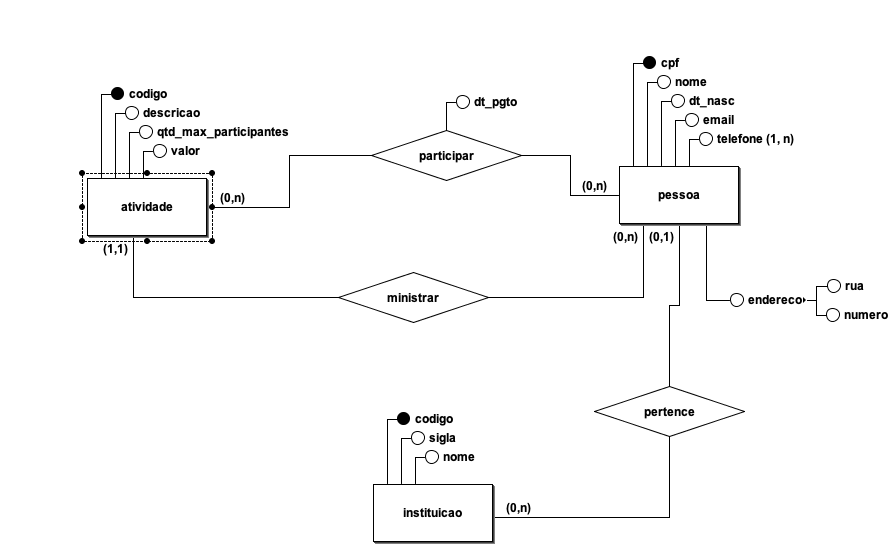 cpf
nome
dt_nasc
email
telefone (1, n)
codigo
descricao
qtd_max_participantes
valor
dt_pgto
participar
atividade
(0,n)
(0,n)
pessoa
(1,1)
(0,n)
(0,1)
ministrar
endereco
rua
numero
pertence
codigo
sigla
nome
instituicao
(0,n)